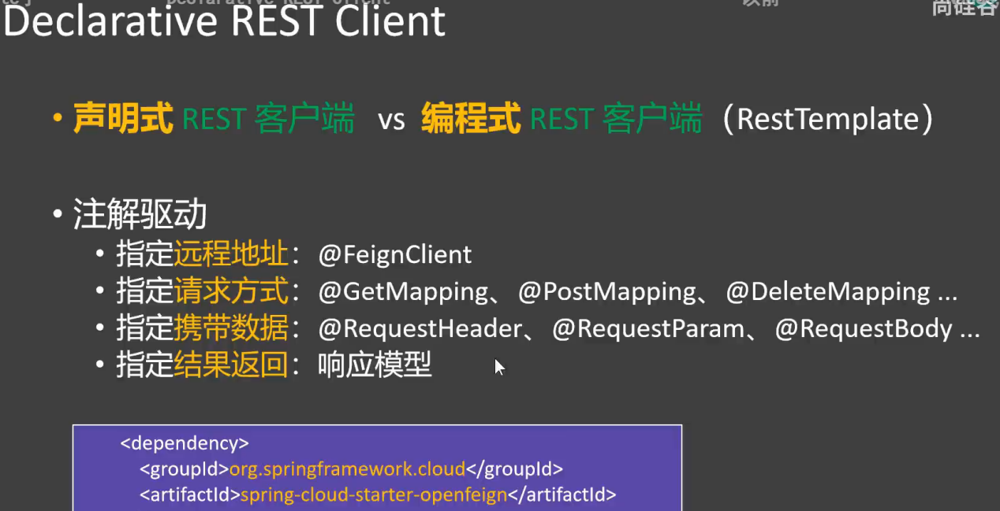 Declarative REST Client
尚硅谷
• 声明式 REST 客户端 vs 编程式 REST 客户端（RestTemplate）
• 注解驱动
• 指定远程地址：@FeignClient
• 指定请求方式：@GetMapping、@PostMapping、@DeleteMapping ...
• 指定携带数据：@RequestHeader、@RequestParam、@RequestBody ...
• 指定结果返回：响应模型
<dependency>
<groupId>org.springframework.cloud</groupId>
<artifactId>spring-cloud-starter-openfeign</artifactId>